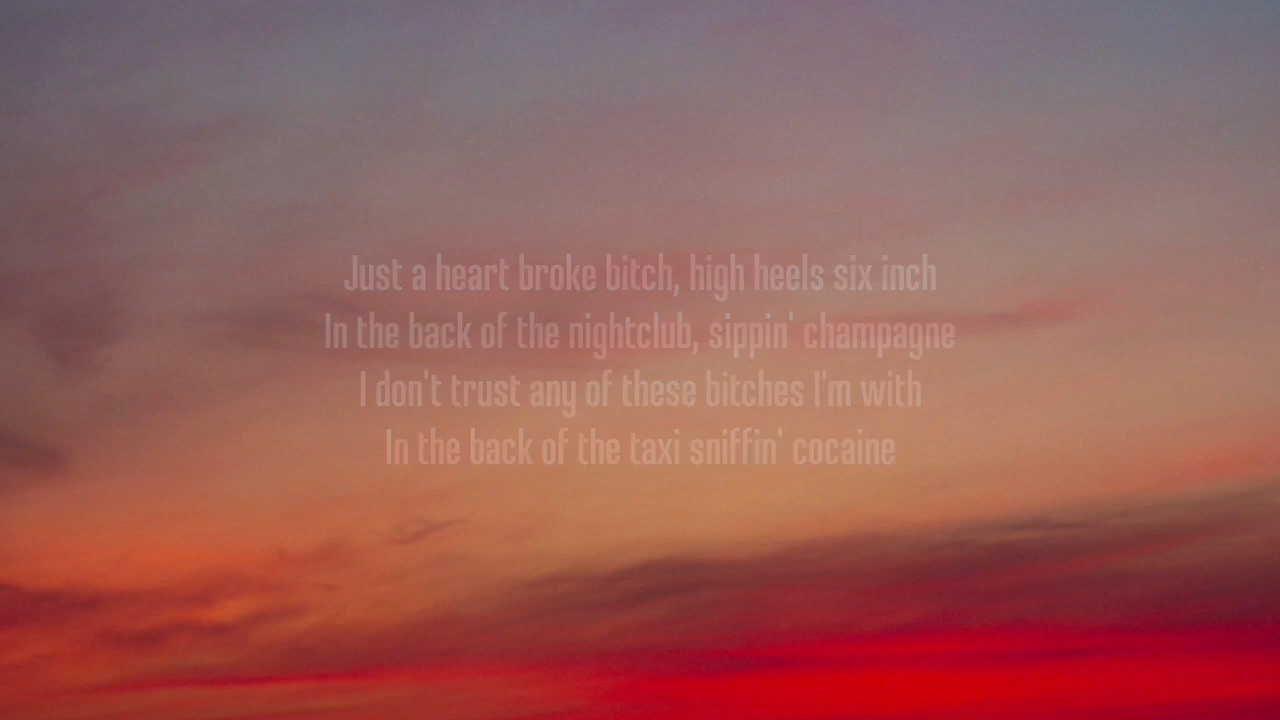 Just a heart broke bitch, high heels six inch
In the back of the nightclub, sippin' champagne
I don't trust any of these bitches I'm with
In the back of the taxi sniffin' cocaine